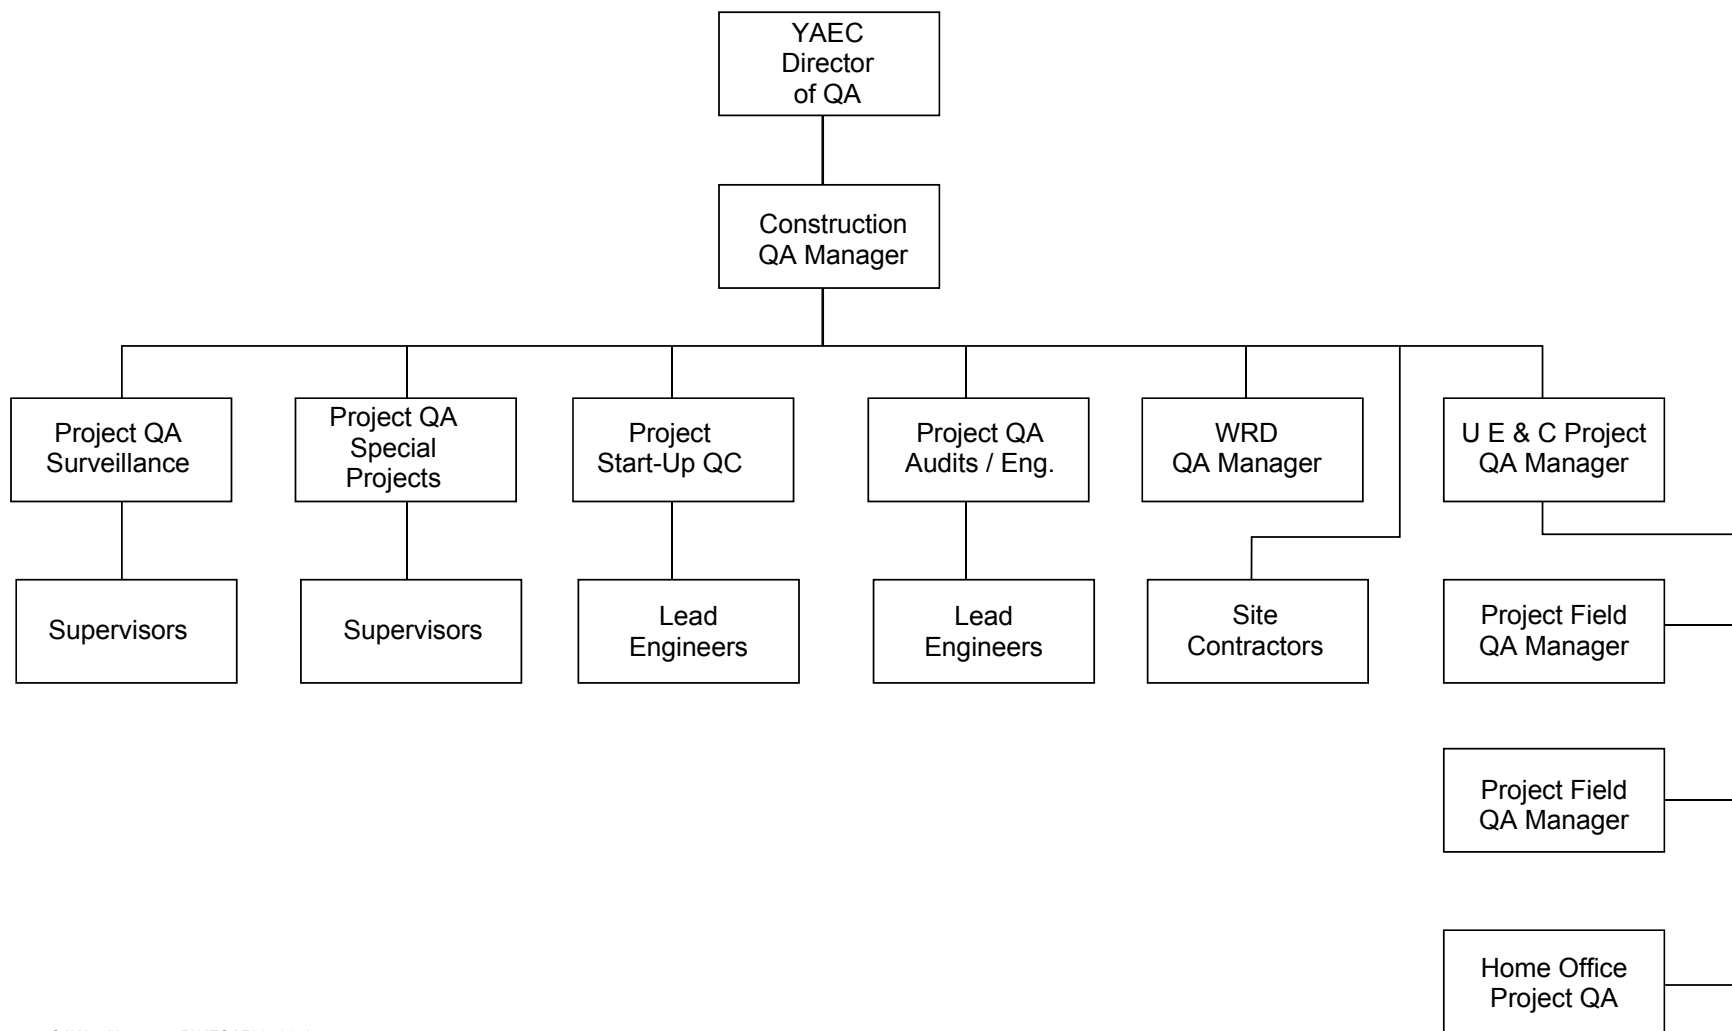 YAEC
Director
of QA
Construction
QA Manager
Project QA
Surveillance
Project QA
Special
Projects
Project
Start-Up QC
Project QA
Audits / Eng.
WRD
QA Manager
U E & C Project
QA Manager
Supervisors
Supervisors
Lead
Engineers
Lead
Engineers
Site
Contractors
Project Field
QA Manager
Project Field
QA Manager
Home Office
Project QA